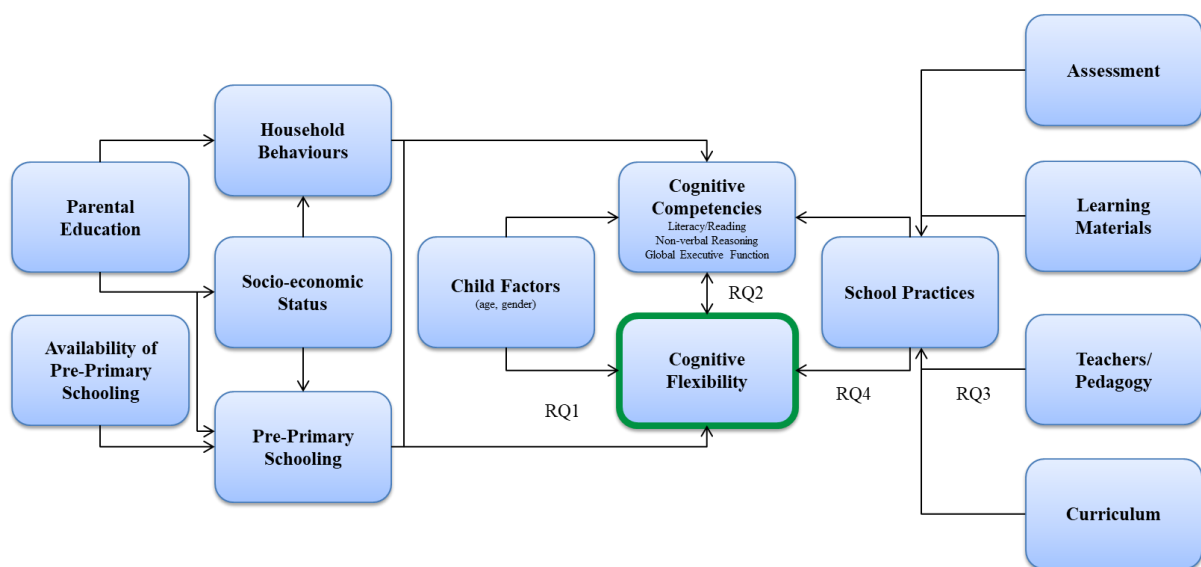 Assessment
Household
Behaviours
Parental
Education
Cognitive
Competencies
Literacy/Reading
Non-verbal Reasoning
Global Executive Function
Learning
Materials
Socio-economic
Status
Child Factors
(age, gender)
RQ2
School Practices
Availability of
Pre-Primary
Schooling
Cognitive
Flexibility
Teachers/
Pedagogy
RQ1
RQ4
RQ3
Pre-Primary
Schooling
Curriculum